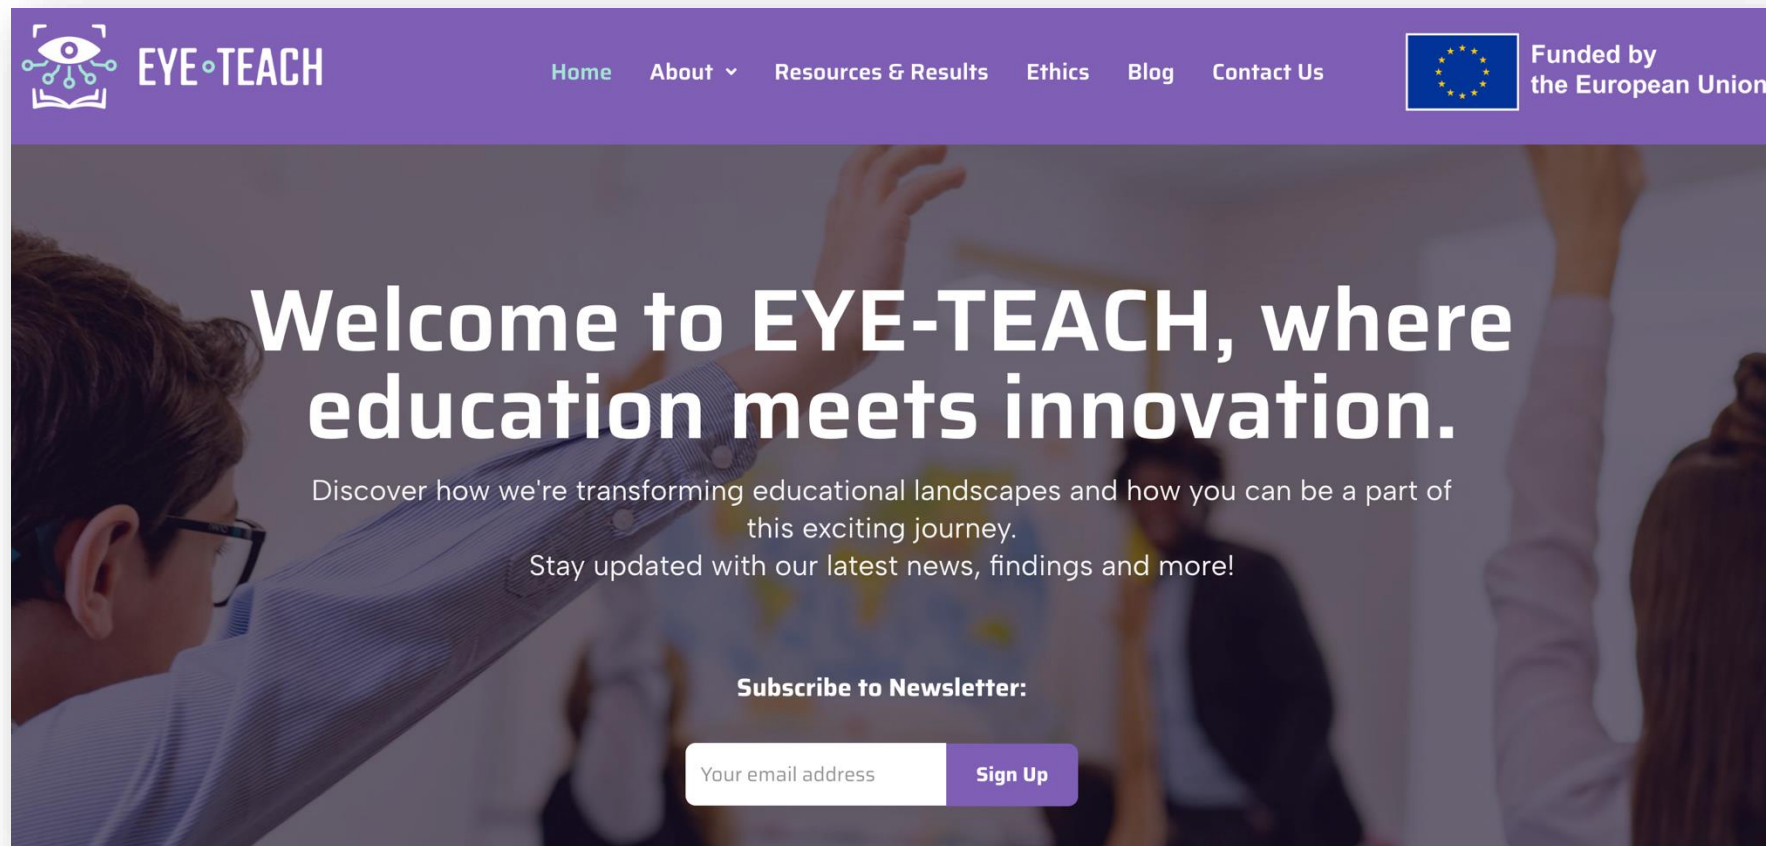 EYE•TEACH
Home
About
Resources & Results
Ethics
Blog
Contact Us
Funded by
the European Union
Welcome to EYE-TEACH, where
education meets innovation.
Discover how we're transforming educational landscapes and how you can be a part of
this exciting journey.
Stay updated with our latest news, findings and more!
Subscribe to Newsletter:
Your email address
Sign Up